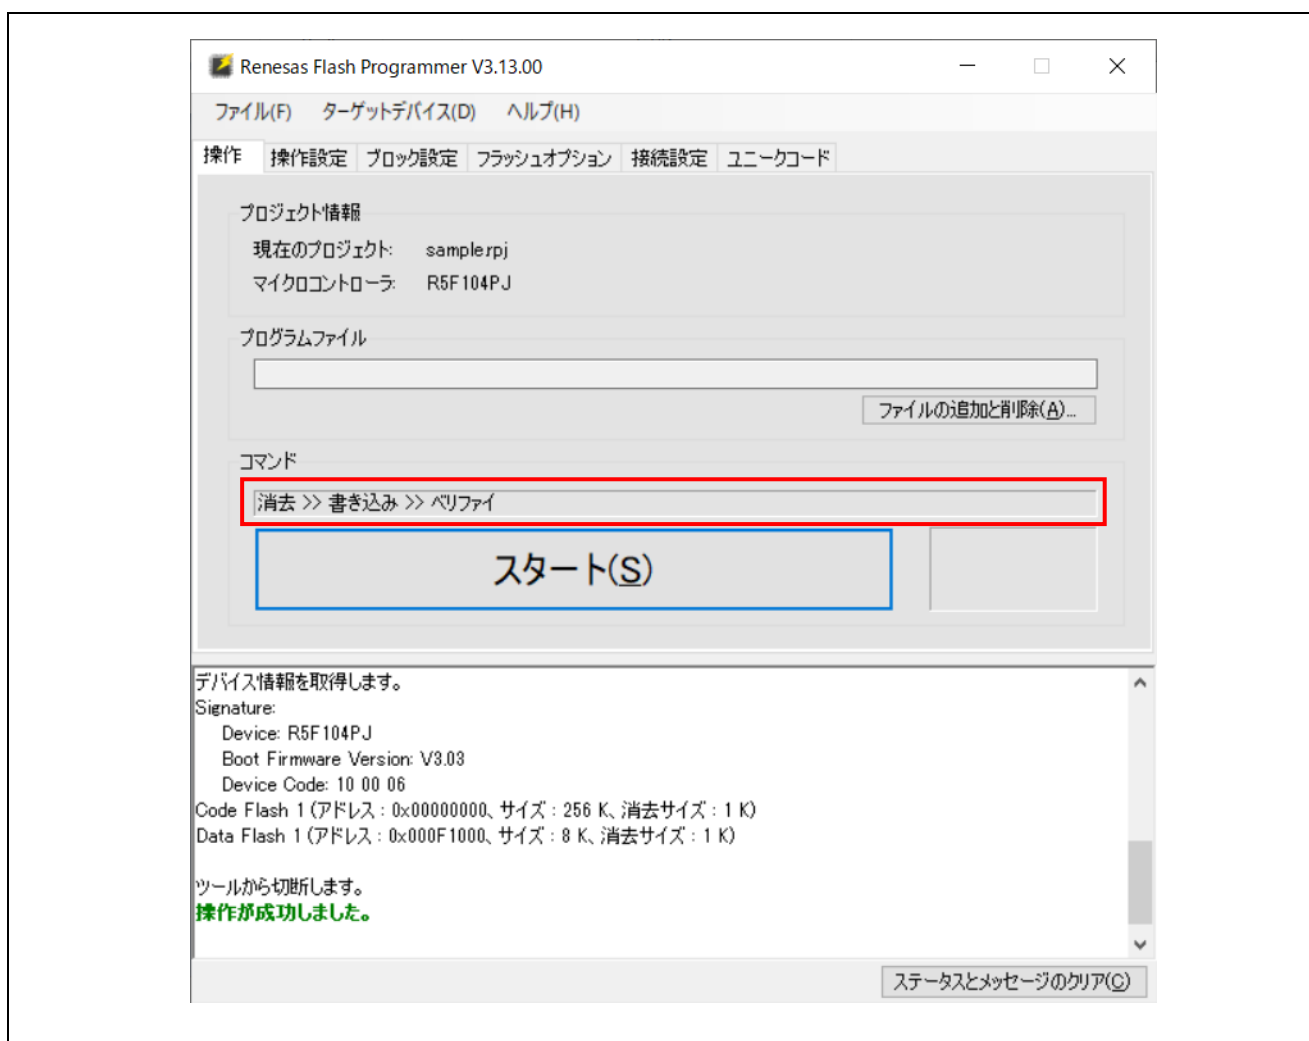 Renesas Flash Programmer V3.13.00
ファイル(F) ターゲットデバイス(D) ヘルプ(H)
操作 操作設定 ブロック設定 フラッシュオプション 接続設定 ユニークコード
プロジェクト情報
現在のプロジェクト: sample.rpj
マイクロコントローラ: R5F104PJ
プログラムファイル
ファイルの追加と削除(A)...
コマンド
消去 >> 書き込み >> ベリファイ
スタート(S)
デバイス情報を取得します。
Signature:
Device: R5F104PJ
Boot Firmware Version: V3.03
Device Code: 10 00 06
Code Flash 1 (アドレス : 0x00000000、サイズ : 256 K、消去サイズ : 1 K)
Data Flash 1 (アドレス : 0x000F1000、サイズ : 8 K、消去サイズ : 1 K)
ツールから切断します。
操作が成功しました。
ステータスとメッセージのクリア(C)